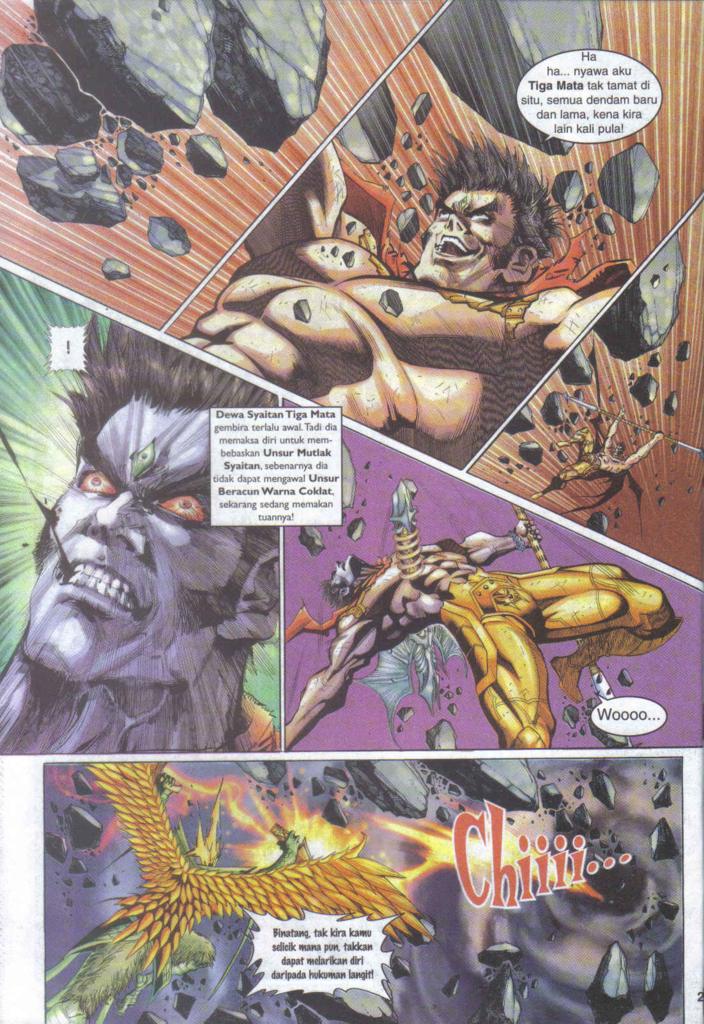 Ha
ha... nyawa aku
Tiga Mata tak tamat di
situ, semua dendam baru
dan lama, kena kira
lain kali pula!
!
Dewa Syaitan Tiga Mata
gembira terlalu awal. Tadi dia
memaksa diri untuk mem-
bebaskan Unsur Mutlak
Syaitan, sebenarnya dia
tidak dapat mengawal Unsur
Beracun Warna Coklat,
sekarang sedang memakan
tuannya!
Woooo...
Chiiii...
Binatang, tak kira kamu
selicik mana pun, takkan
dapat melarikan diri
daripada hukuman langit!
2